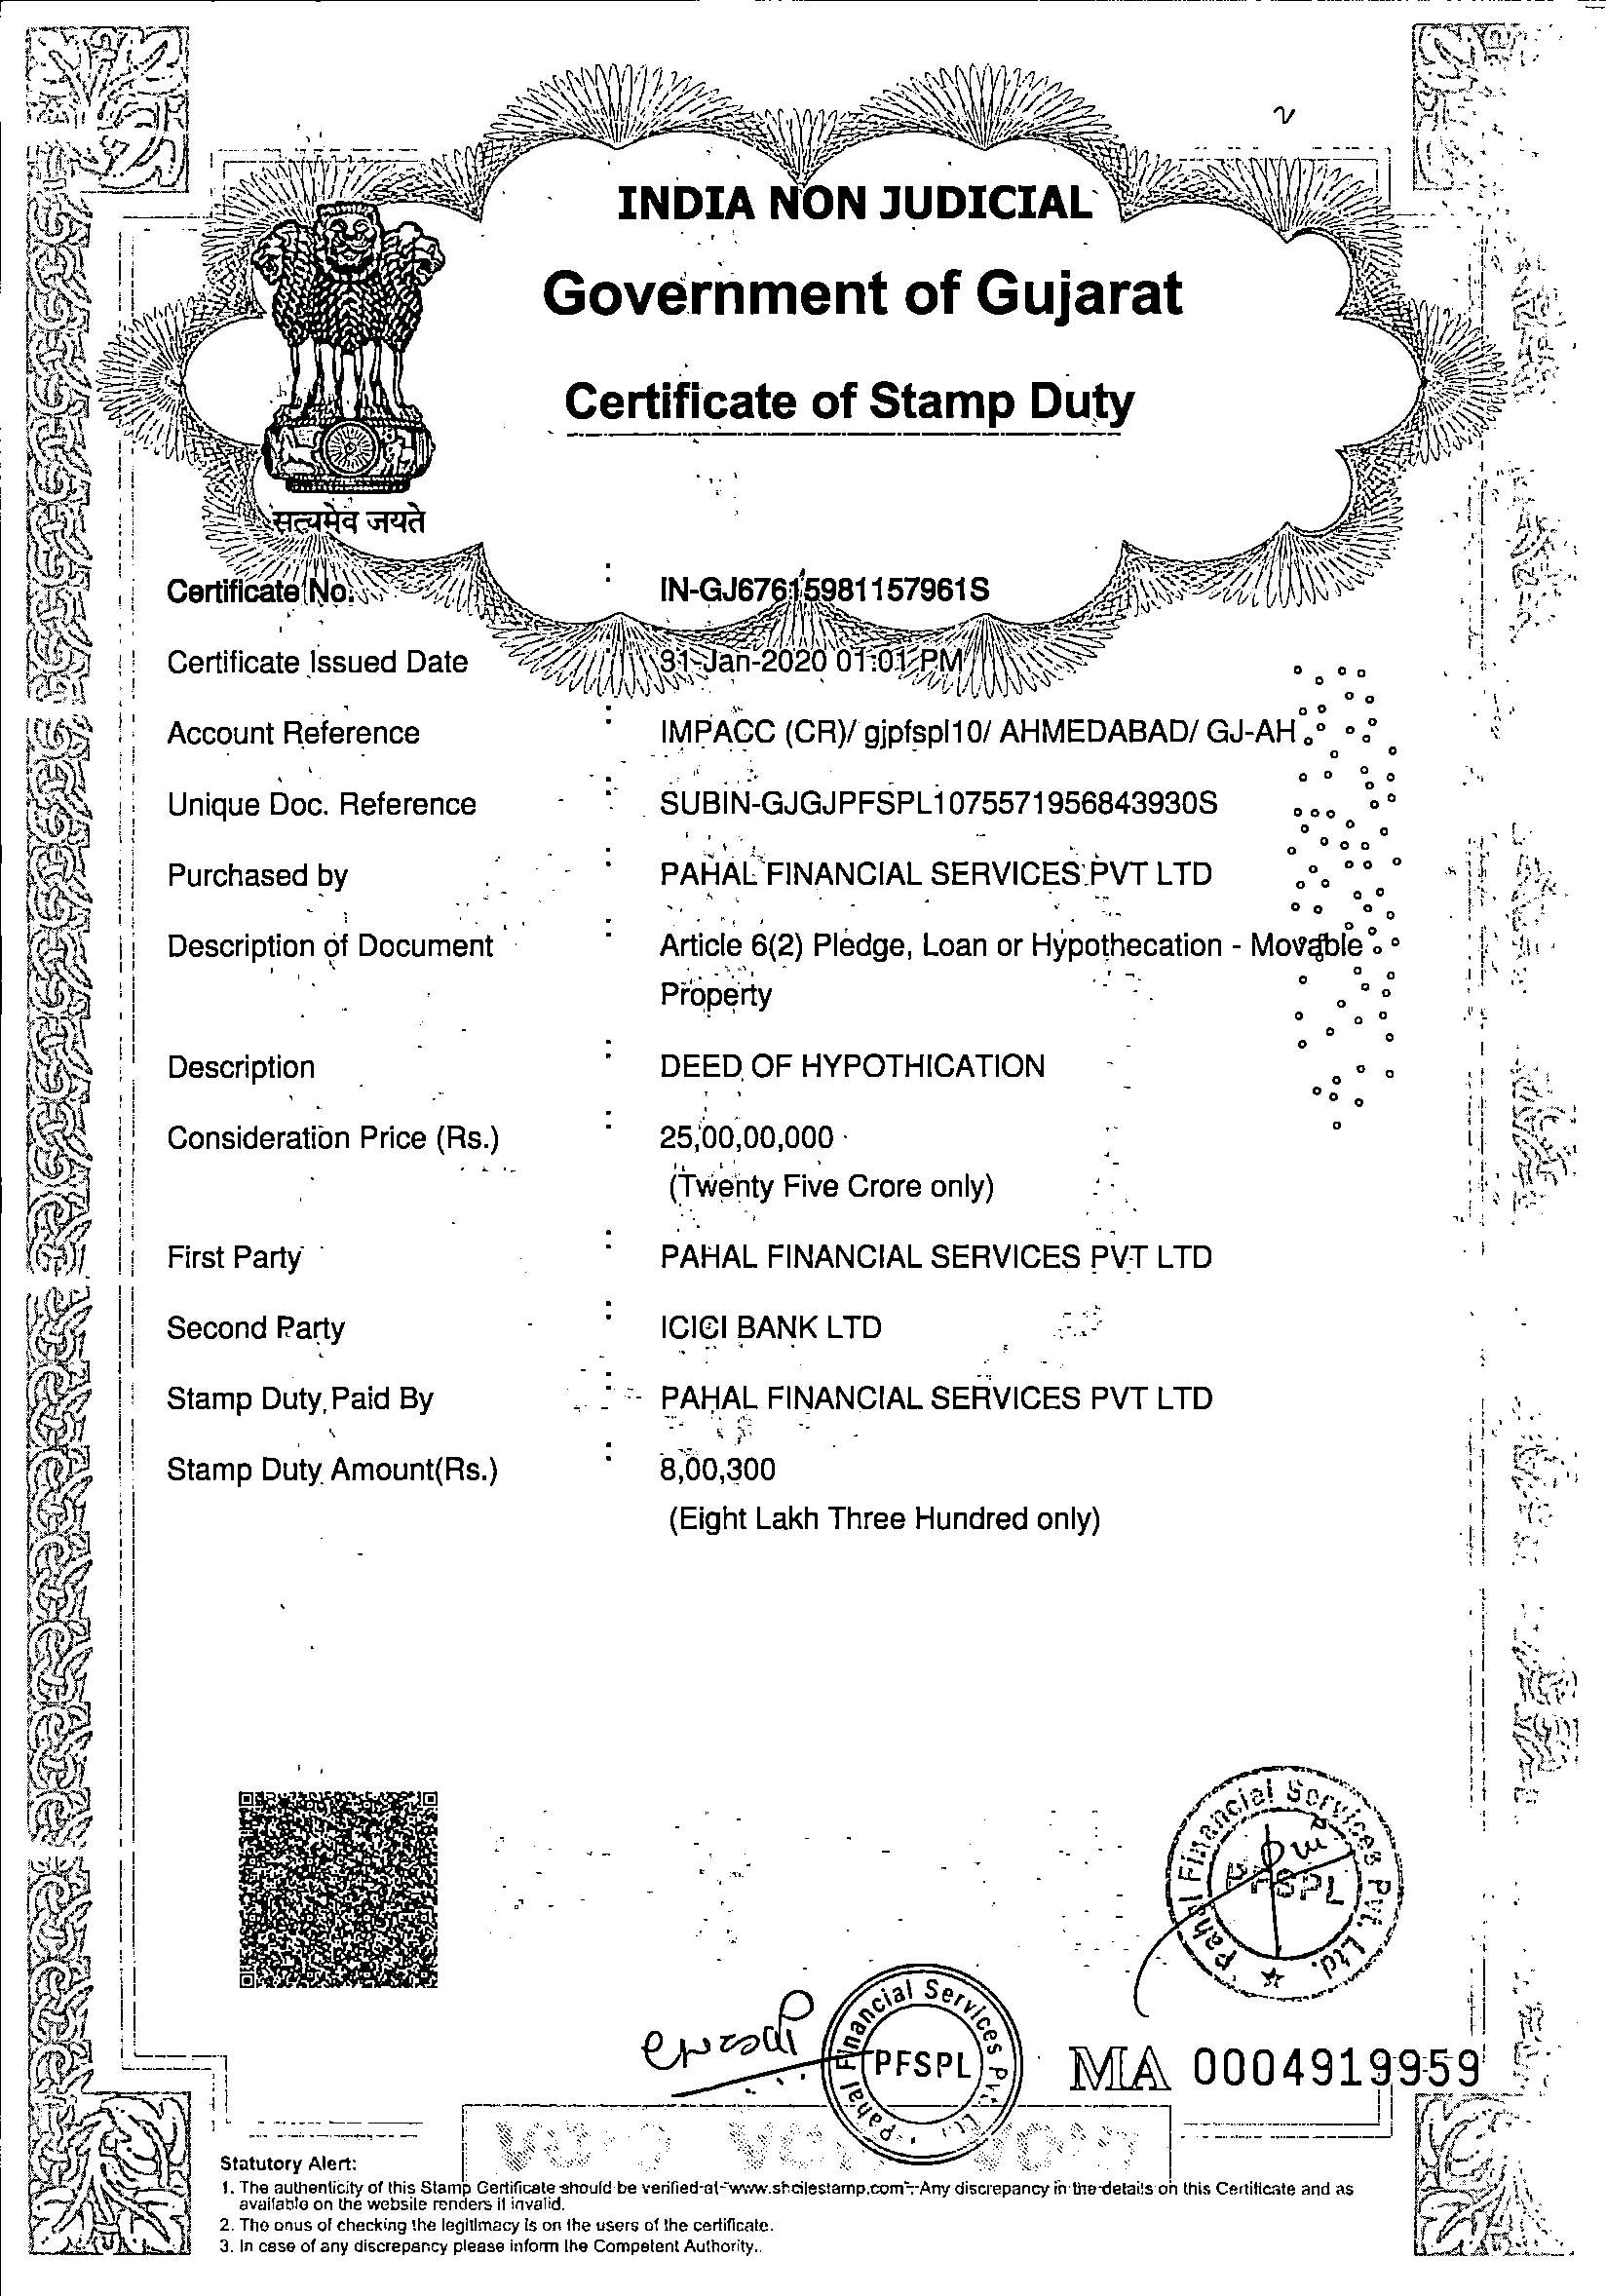 INDIA NON JUDICIAL
Government of Gujarat
Certificate of Stamp Duty
सत्यमेव जयते
Certificate No. : IN-GJ67615981157961S
Certificate Issued Date : 31-Jan-2020 01:01 PM
Account Reference : IMPACC (CR)/ gjpfspl10/ AHMEDABAD/ GJ-AH
Unique Doc. Reference : SUBIN-GJGJPFSPL10755719568439​30S
Purchased by : PAHAL FINANCIAL SERVICES PVT LTD
Description of Document : Article 6(2) Pledge, Loan or Hypothecation - Movable
Property
Description : DEED OF HYPOTHICATION
Consideration Price (Rs.) : 25,00,00,000
(Twenty Five Crore only)
First Party : PAHAL FINANCIAL SERVICES PVT LTD
Second Party : ICICI BANK LTD
Stamp Duty Paid By : PAHAL FINANCIAL SERVICES PVT LTD
Stamp Duty Amount(Rs.) : 8,00,300
(Eight Lakh Three Hundred only)
Pahal Financial Services Pvt. Ltd.
PFSPL
Pahal Financial Services Pvt. Lt
PFSPL
MA 0004919959
Statutory Alert:
1. The authenticity of this Stamp Certificate should be verified at "www.shcilestamp.com". Any discrepancy in the details on this Certificate and as
available on the website renders it invalid.
2. The onus of checking the legitimacy is on the users of the certificate.
3. In case of any discrepancy please inform the Competent Authority.